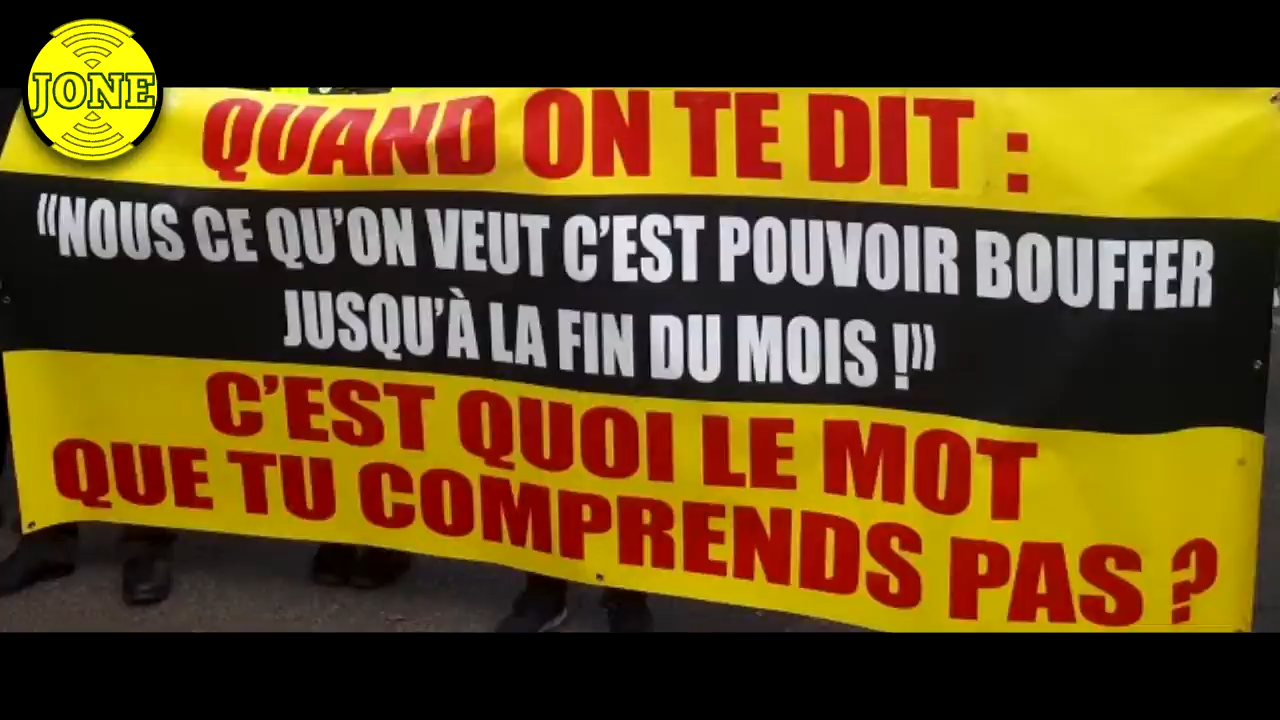 JONE
QUAND ON TE DIT :
“NOUS CE QU’ON VEUT C’EST POUVOIR BOUFFER
JUSQU’À LA FIN DU MOIS !”
C’EST QUOI LE MOT
QUE TU COMPRENDS PAS ?